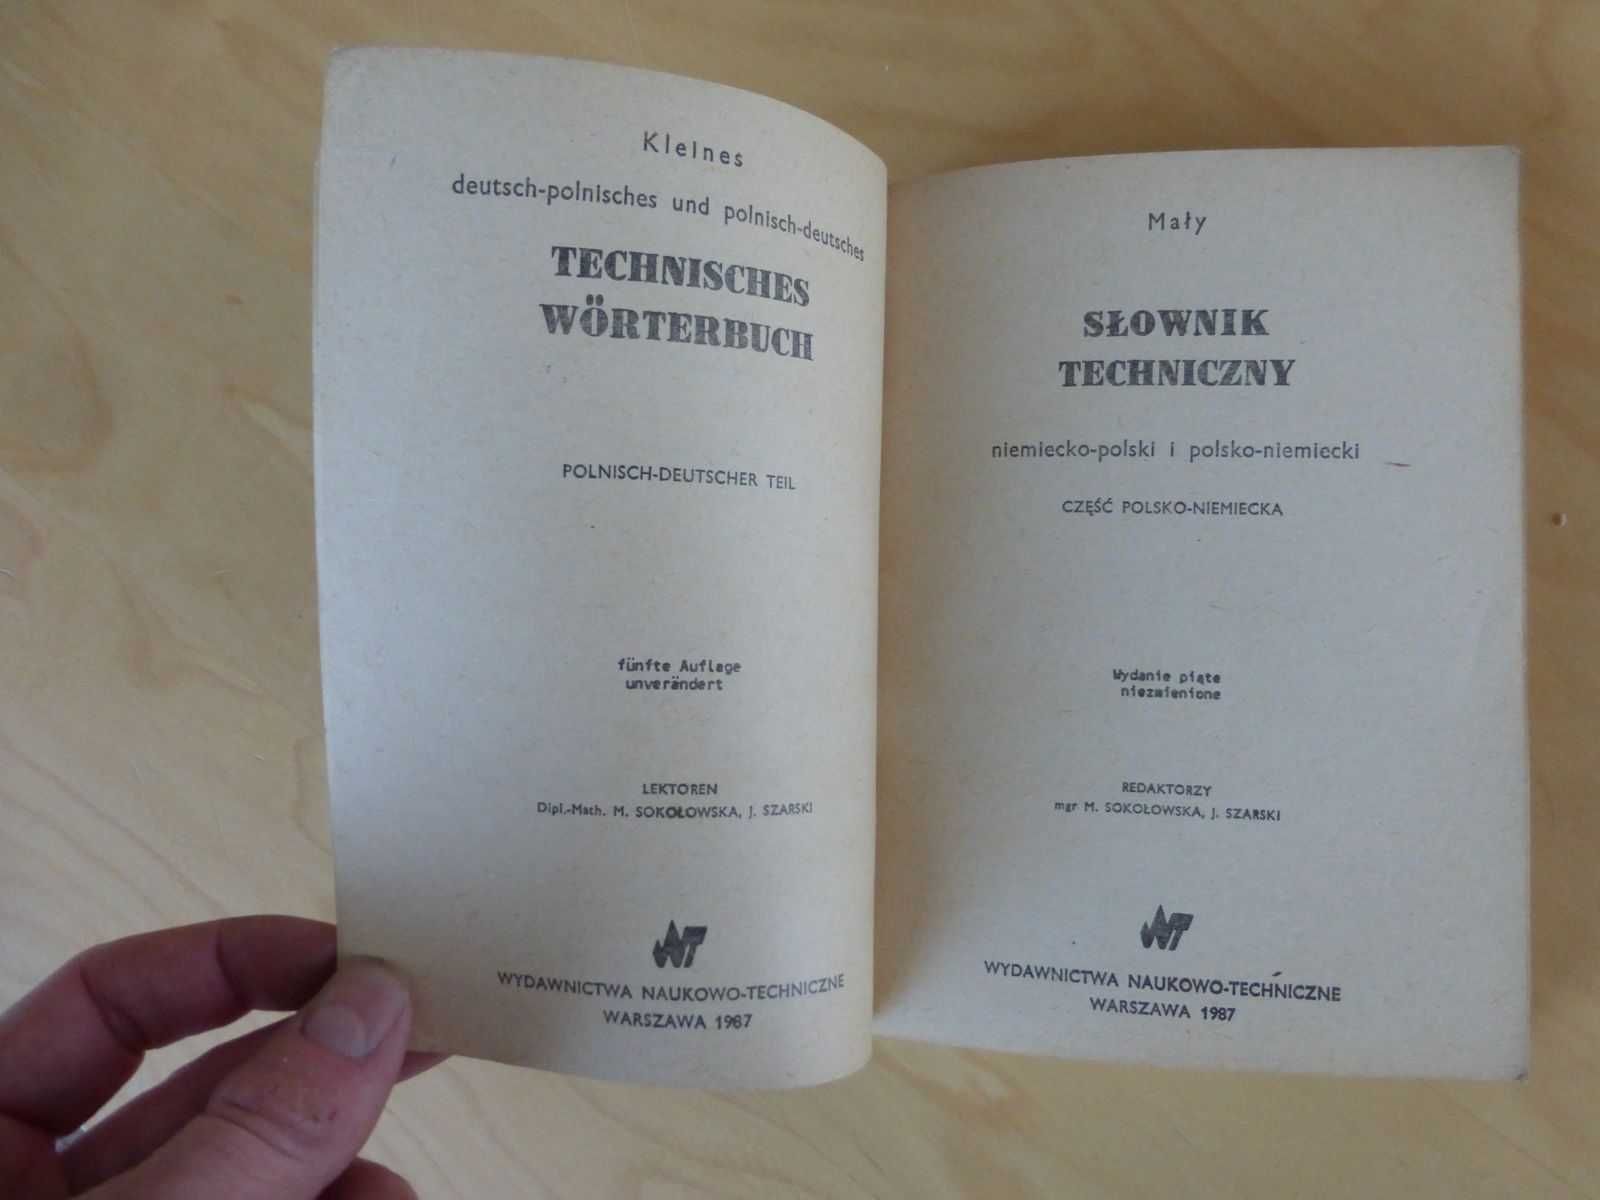 Kleines
deutsch-polnisches und polnisch-deutsches
TECHNISCHES
WÖRTERBUCH
POLNISCH-DEUTSCHER TEIL
fünfte Auflage
unverändert
LEKTOREN
Dipl.-Math. M. SOKOŁOWSKA, J. SZARSKI
WNT
WYDAWNICTWA NAUKOWO-TECHNICZNE
WARSZAWA 1987
Mały
SŁOWNIK
TECHNICZNY
niemiecko-polski i polsko-niemiecki
CZĘŚĆ POLSKO-NIEMIECKA
Wydanie piąte
niezmienione
REDAKTORZY
mgr M. SOKOŁOWSKA, J. SZARSKI
WNT
WYDAWNICTWA NAUKOWO-TECHNICZNE
WARSZAWA 1987